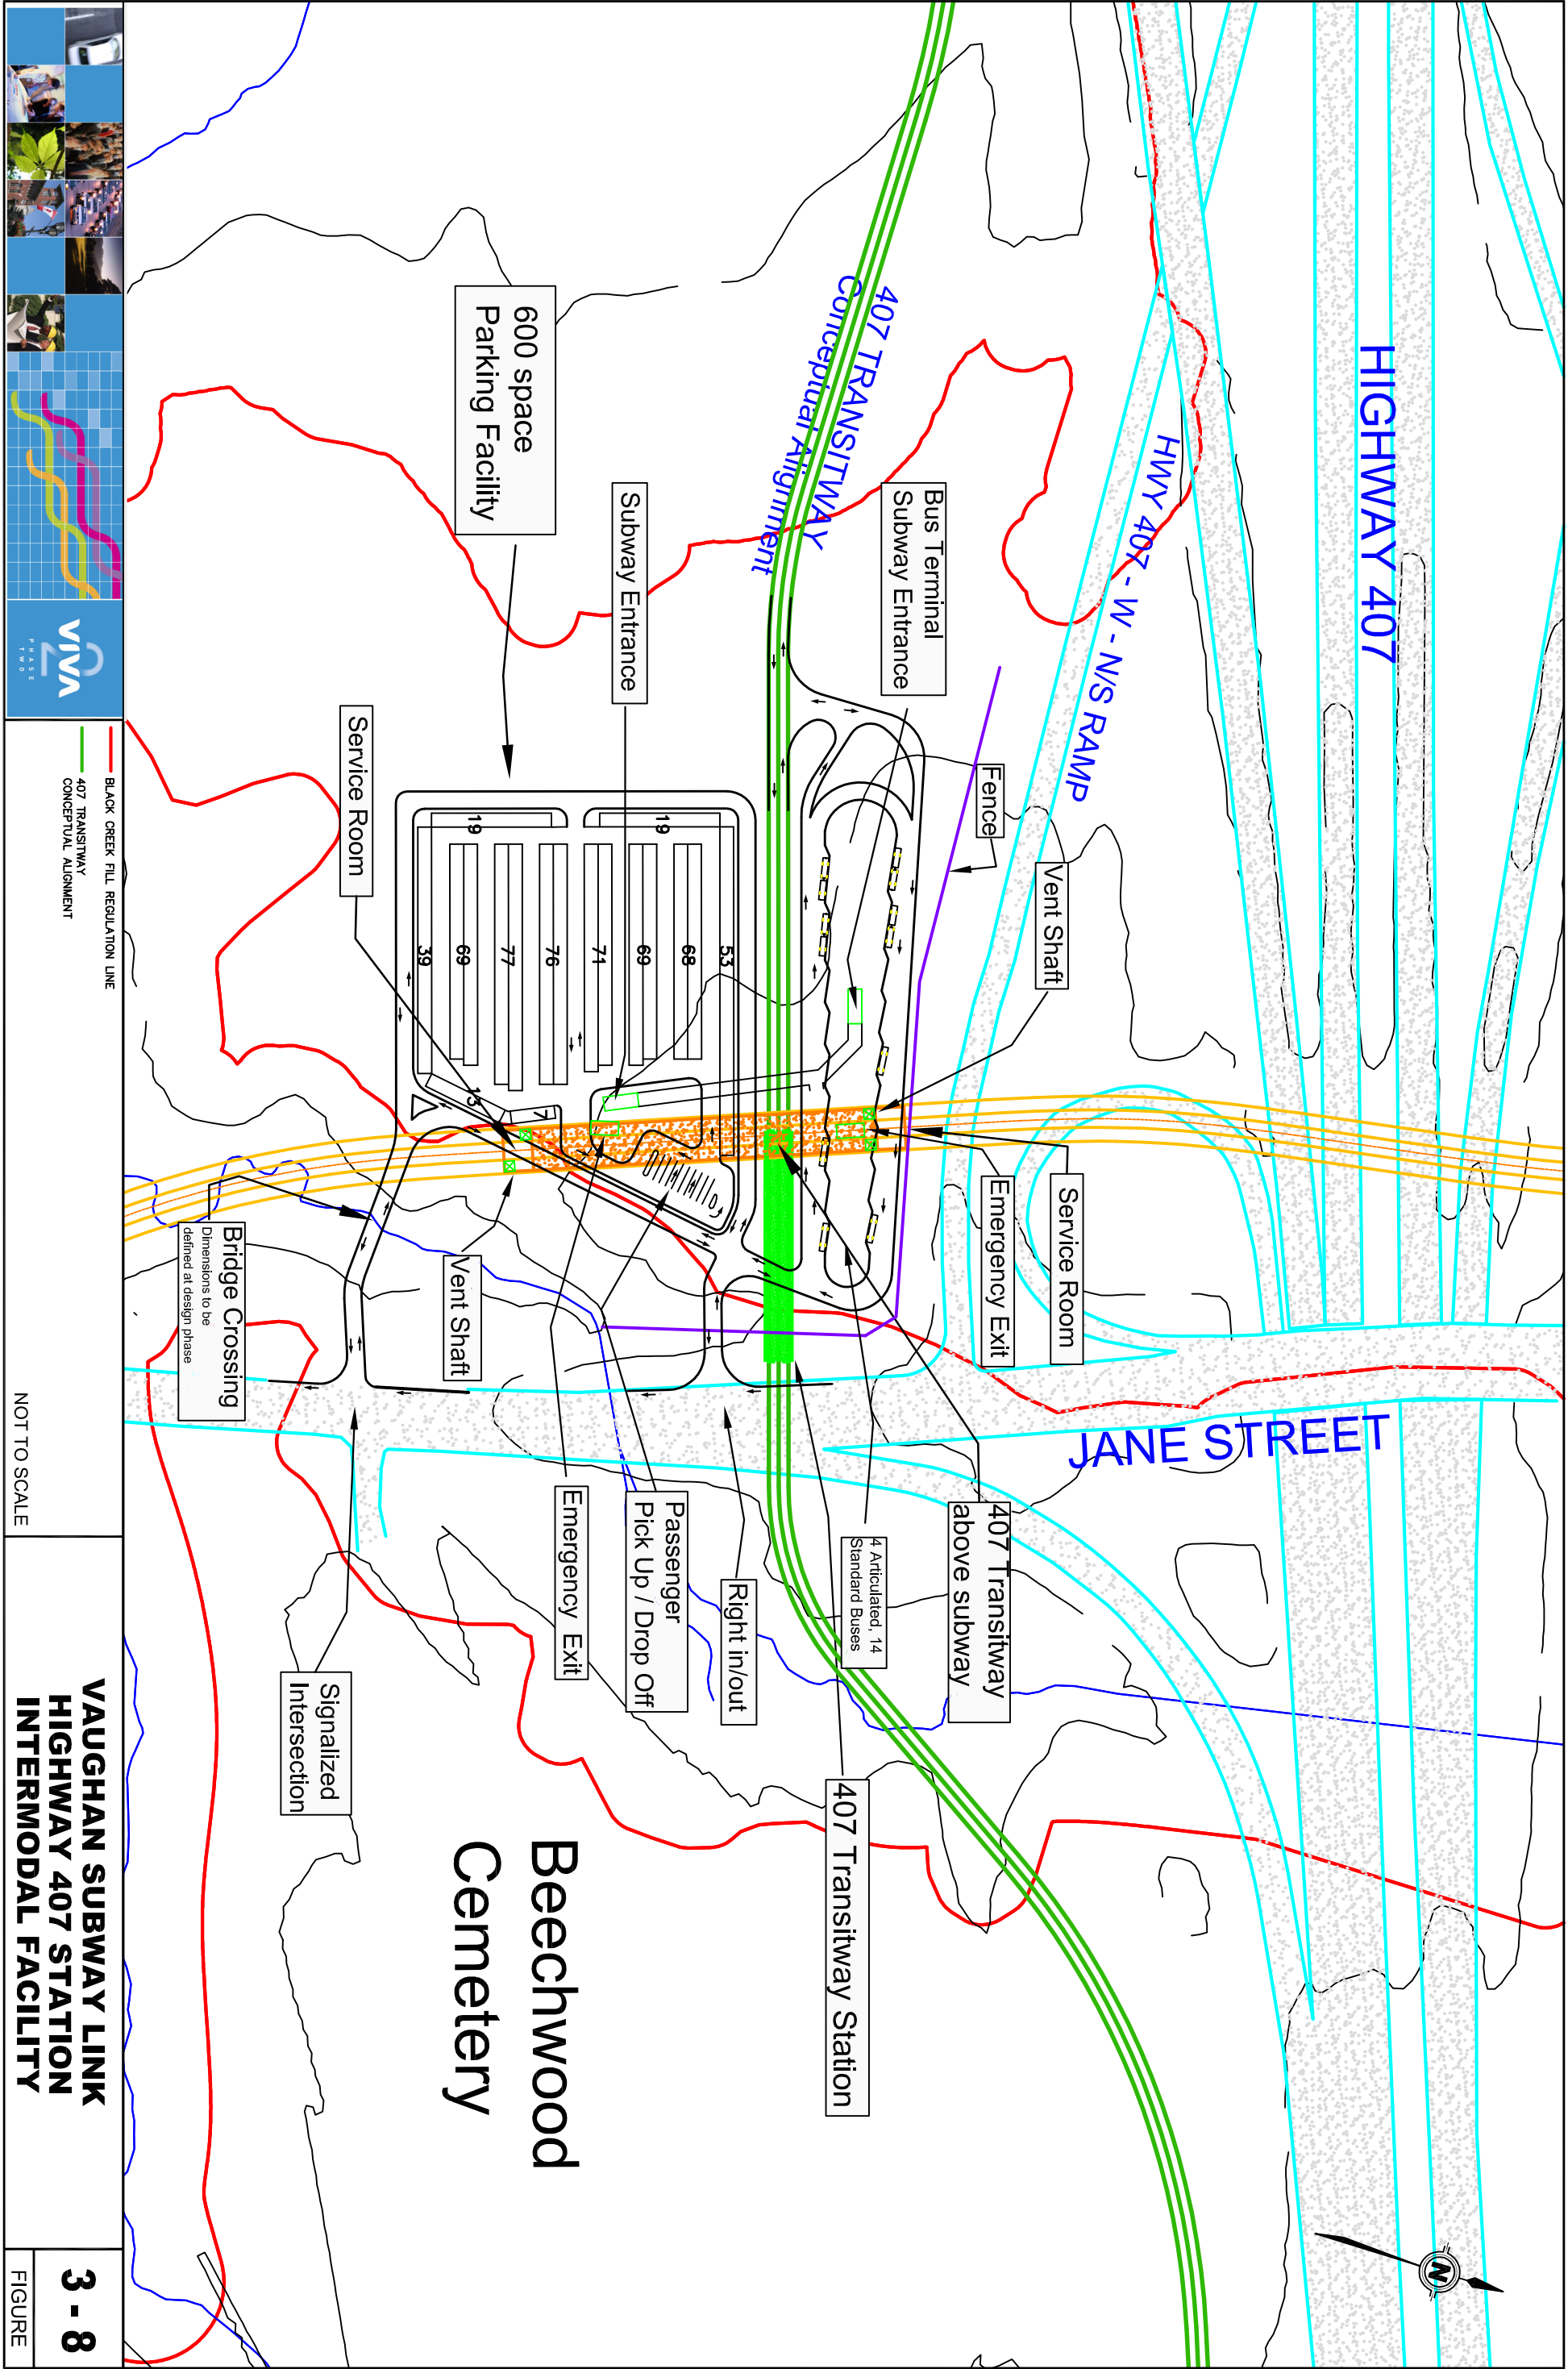 HIGHWAY 407
HWY 407 - W - N/S RAMP
JANE STREET
407 TRANSITWAY
Conceptual Alignment
Bus Terminal
Subway Entrance
Fence
Vent Shaft
Service Room
Emergency Exit
407 Transitway
above subway
4 Articulated, 14
Standard Buses
407 Transitway Station
Right in/out
Passenger
Pick Up / Drop Off
Emergency Exit
Subway Entrance
600 space
Parking Facility
Service Room
Vent Shaft
Bridge Crossing
Dimensions to be
defined at design phase
Signalized
Intersection
Beechwood
Cemetery
19
19
53
68
69
71
76
77
69
39
13
7
N
VIVA
2
PHASE
TWO
BLACK CREEK FILL REGULATION LINE
407 TRANSITWAY
CONCEPTUAL ALIGNMENT
NOT TO SCALE
VAUGHAN SUBWAY LINK
HIGHWAY 407 STATION
INTERMODAL FACILITY
3 - 8
FIGURE